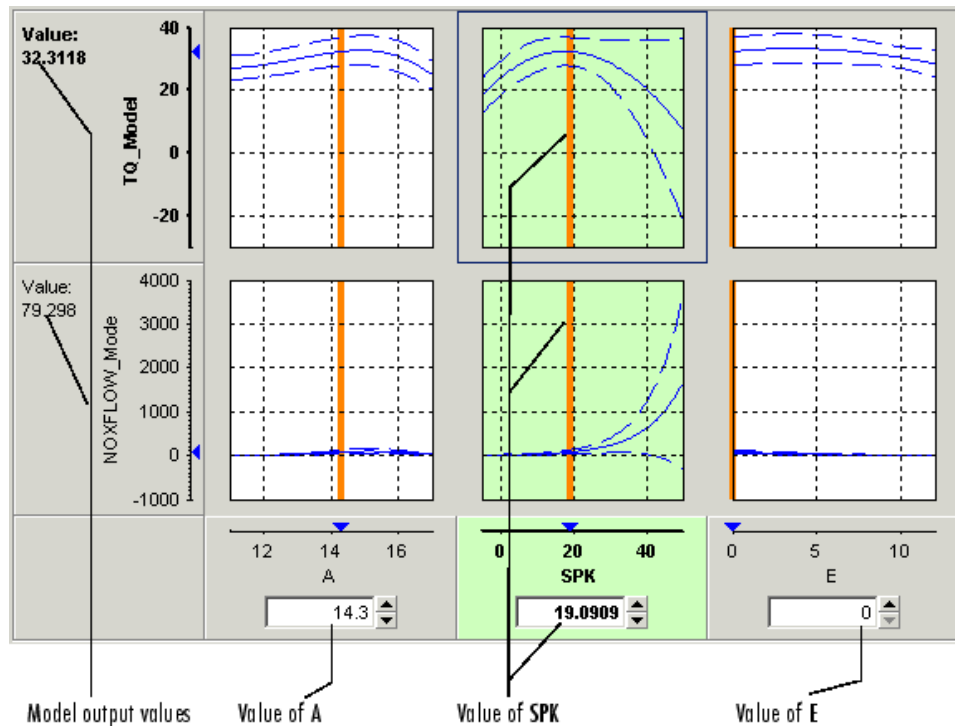 Value:
32.3118
TQ_Model
40
20
0
-20
Value:
79.298
NOXFLOW_Mode
4000
3000
2000
1000
0
-1000
12 14 16
A
14.3
0 20 40
SPK
19.0909
0 5 10
E
0
Model output values
Value of A
Value of SPK
Value of E